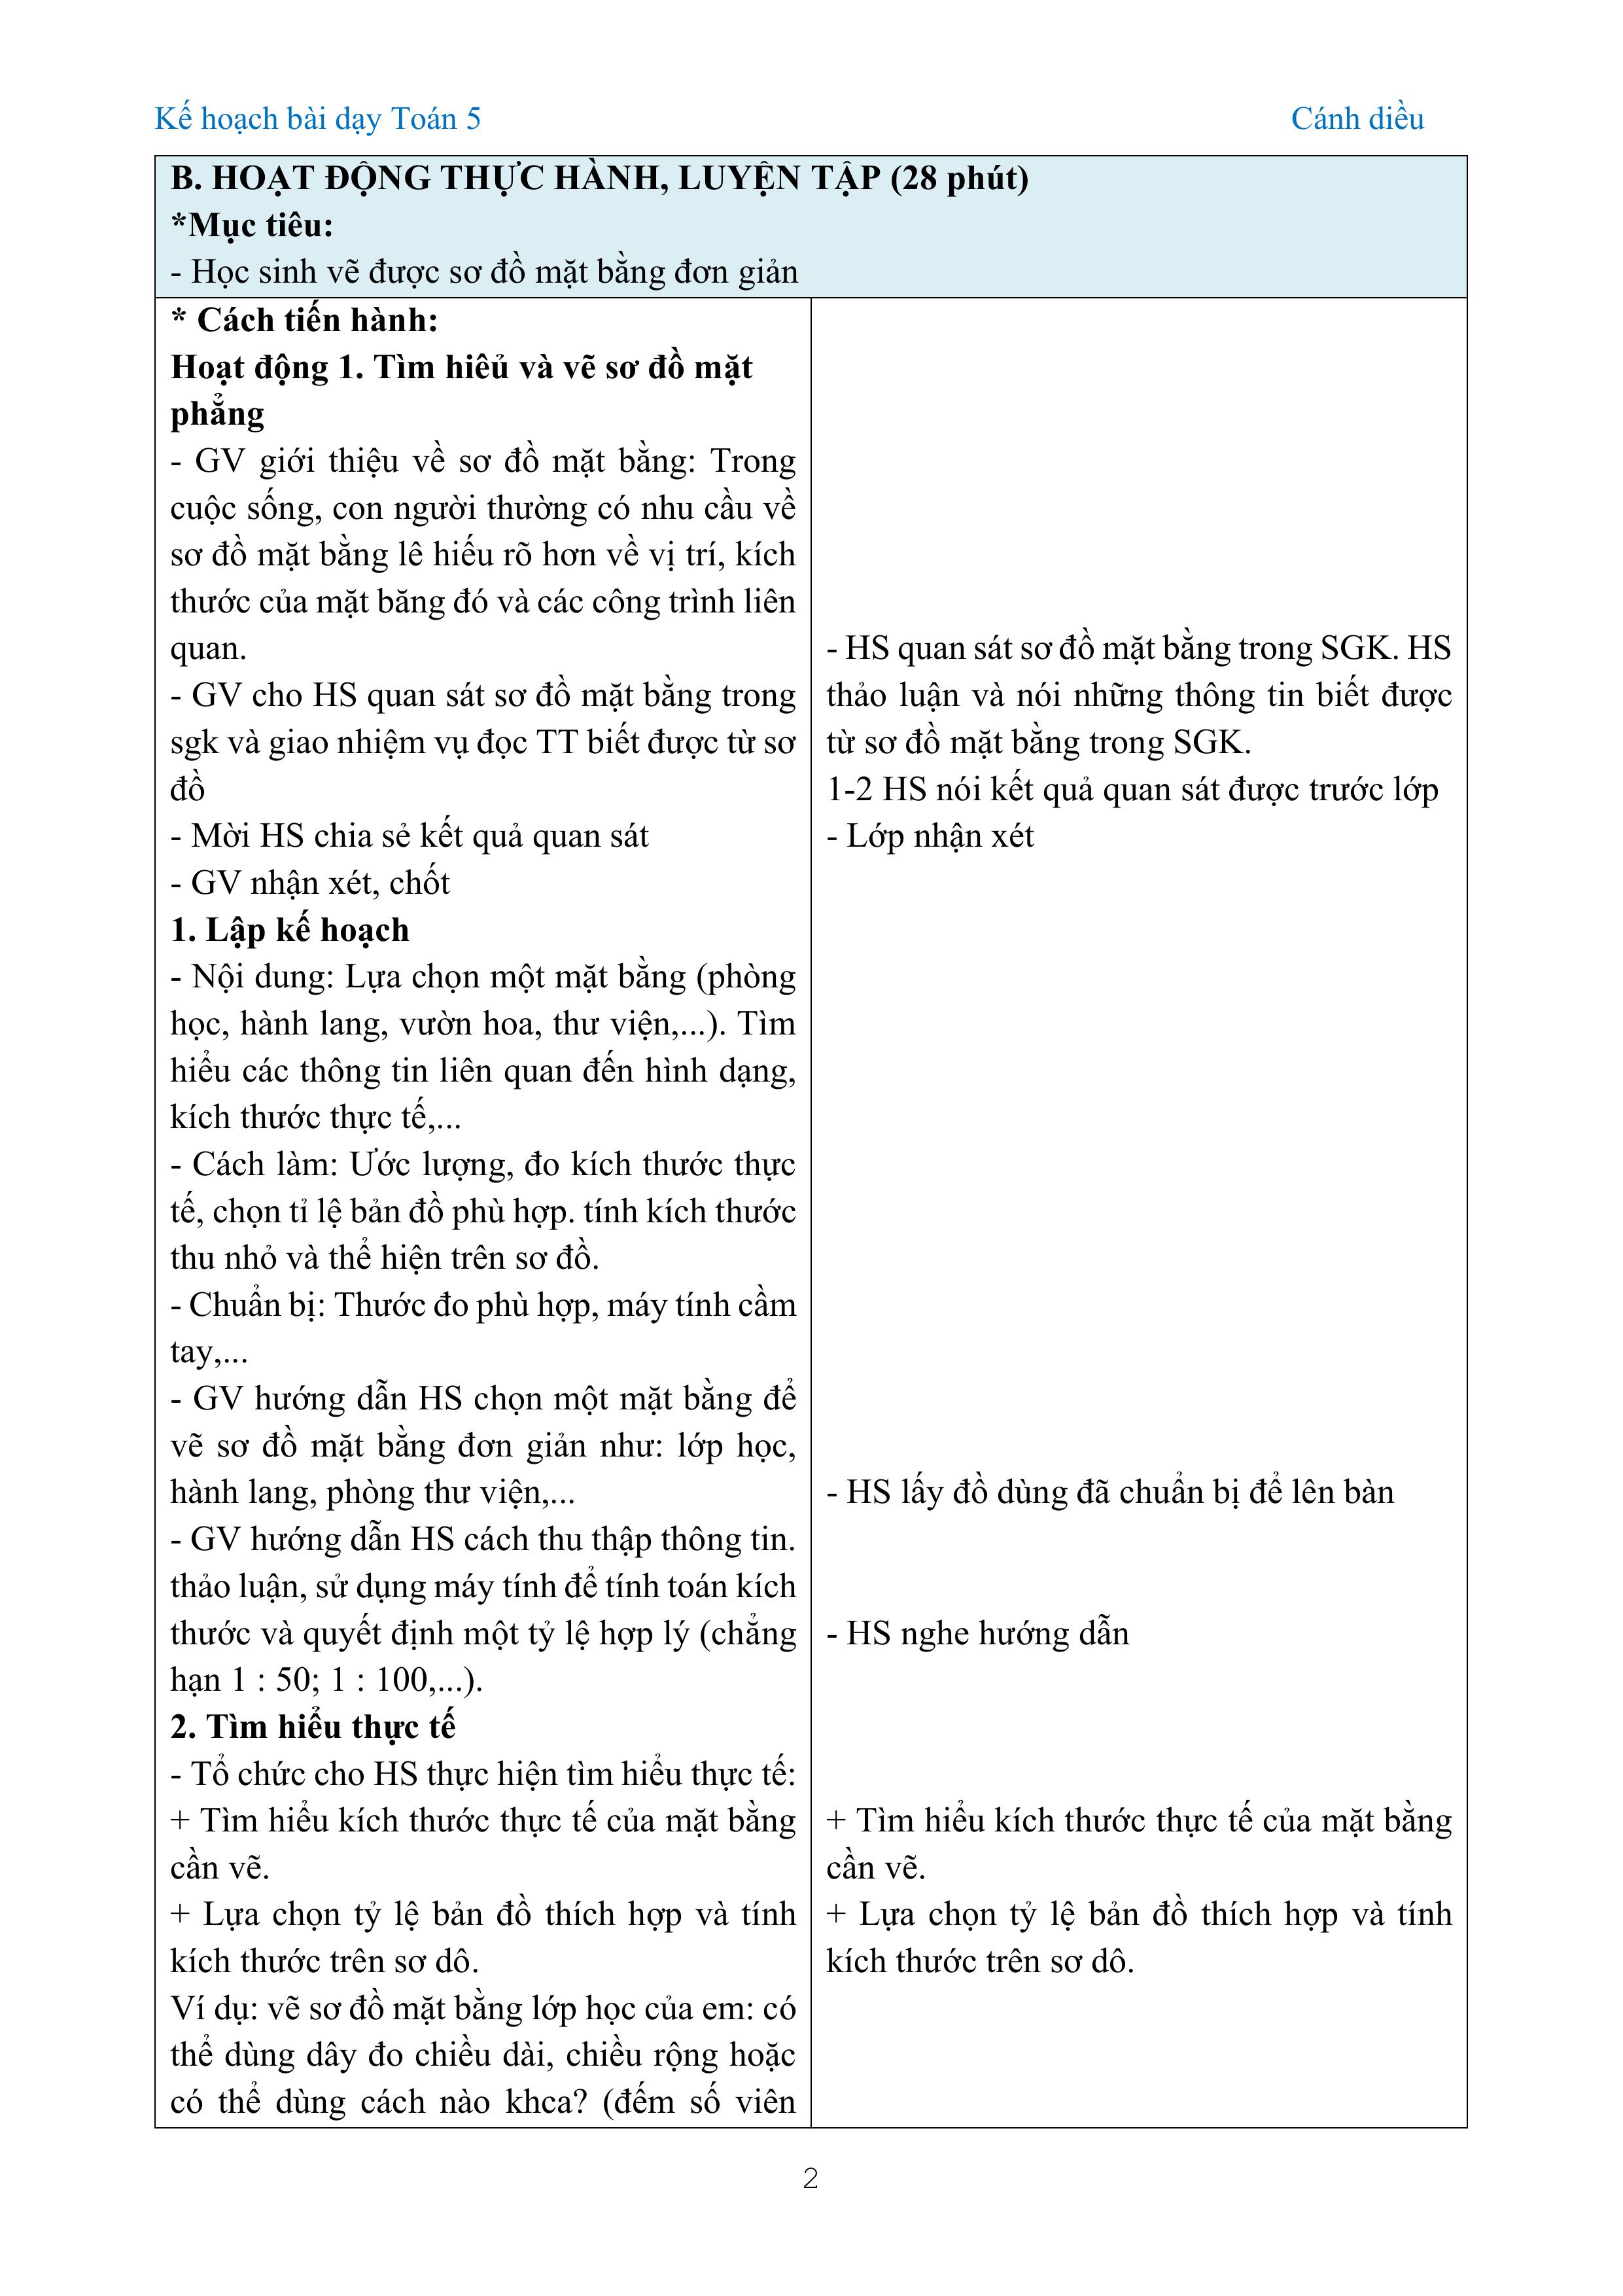 Kế hoạch bài dạy Toán 5
Cánh diều
B. HOẠT ĐỘNG THỰC HÀNH, LUYỆN TẬP (28 phút)
*Mục tiêu:
- Học sinh vẽ được sơ đồ mặt bằng đơn giản
* Cách tiến hành:
Hoạt động 1. Tìm hiêủ và vẽ sơ đồ mặt
phẳng
- GV giới thiệu về sơ đồ mặt bằng: Trong
cuộc sống, con người thường có nhu cầu về
sơ đồ mặt bằng lê hiếu rõ hơn về vị trí, kích
thước của mặt băng đó và các công trình liên
quan.
- GV cho HS quan sát sơ đồ mặt bằng trong
sgk và giao nhiệm vụ đọc TT biết được từ sơ
đồ
- Mời HS chia sẻ kết quả quan sát
- GV nhận xét, chốt
1. Lập kế hoạch
- Nội dung: Lựa chọn một mặt bằng (phòng
học, hành lang, vườn hoa, thư viện,...). Tìm
hiểu các thông tin liên quan đến hình dạng,
kích thước thực tế,...
- Cách làm: Ước lượng, đo kích thước thực
tế, chọn tỉ lệ bản đồ phù hợp. tính kích thước
thu nhỏ và thể hiện trên sơ đồ.
- Chuẩn bị: Thước đo phù hợp, máy tính cầm
tay,...
- GV hướng dẫn HS chọn một mặt bằng để
vẽ sơ đồ mặt bằng đơn giản như: lớp học,
hành lang, phòng thư viện,...
- GV hướng dẫn HS cách thu thập thông tin.
thảo luận, sử dụng máy tính để tính toán kích
thước và quyết định một tỷ lệ hợp lý (chẳng
hạn 1 : 50; 1 : 100,...).
2. Tìm hiểu thực tế
- Tổ chức cho HS thực hiện tìm hiểu thực tế:
+ Tìm hiểu kích thước thực tế của mặt bằng
cần vẽ.
+ Lựa chọn tỷ lệ bản đồ thích hợp và tính
kích thước trên sơ dô.
Ví dụ: vẽ sơ đồ mặt bằng lớp học của em: có
thể dùng dây đo chiều dài, chiều rộng hoặc
có thể dùng cách nào khca? (đếm số viên
- HS quan sát sơ đồ mặt bằng trong SGK. HS
thảo luận và nói những thông tin biết được
từ sơ đồ mặt bằng trong SGK.
1-2 HS nói kết quả quan sát được trước lớp
- Lớp nhận xét
- HS lấy đồ dùng đã chuẩn bị để lên bàn
- HS nghe hướng dẫn
+ Tìm hiểu kích thước thực tế của mặt bằng
cần vẽ.
+ Lựa chọn tỷ lệ bản đồ thích hợp và tính
kích thước trên sơ dô.
2